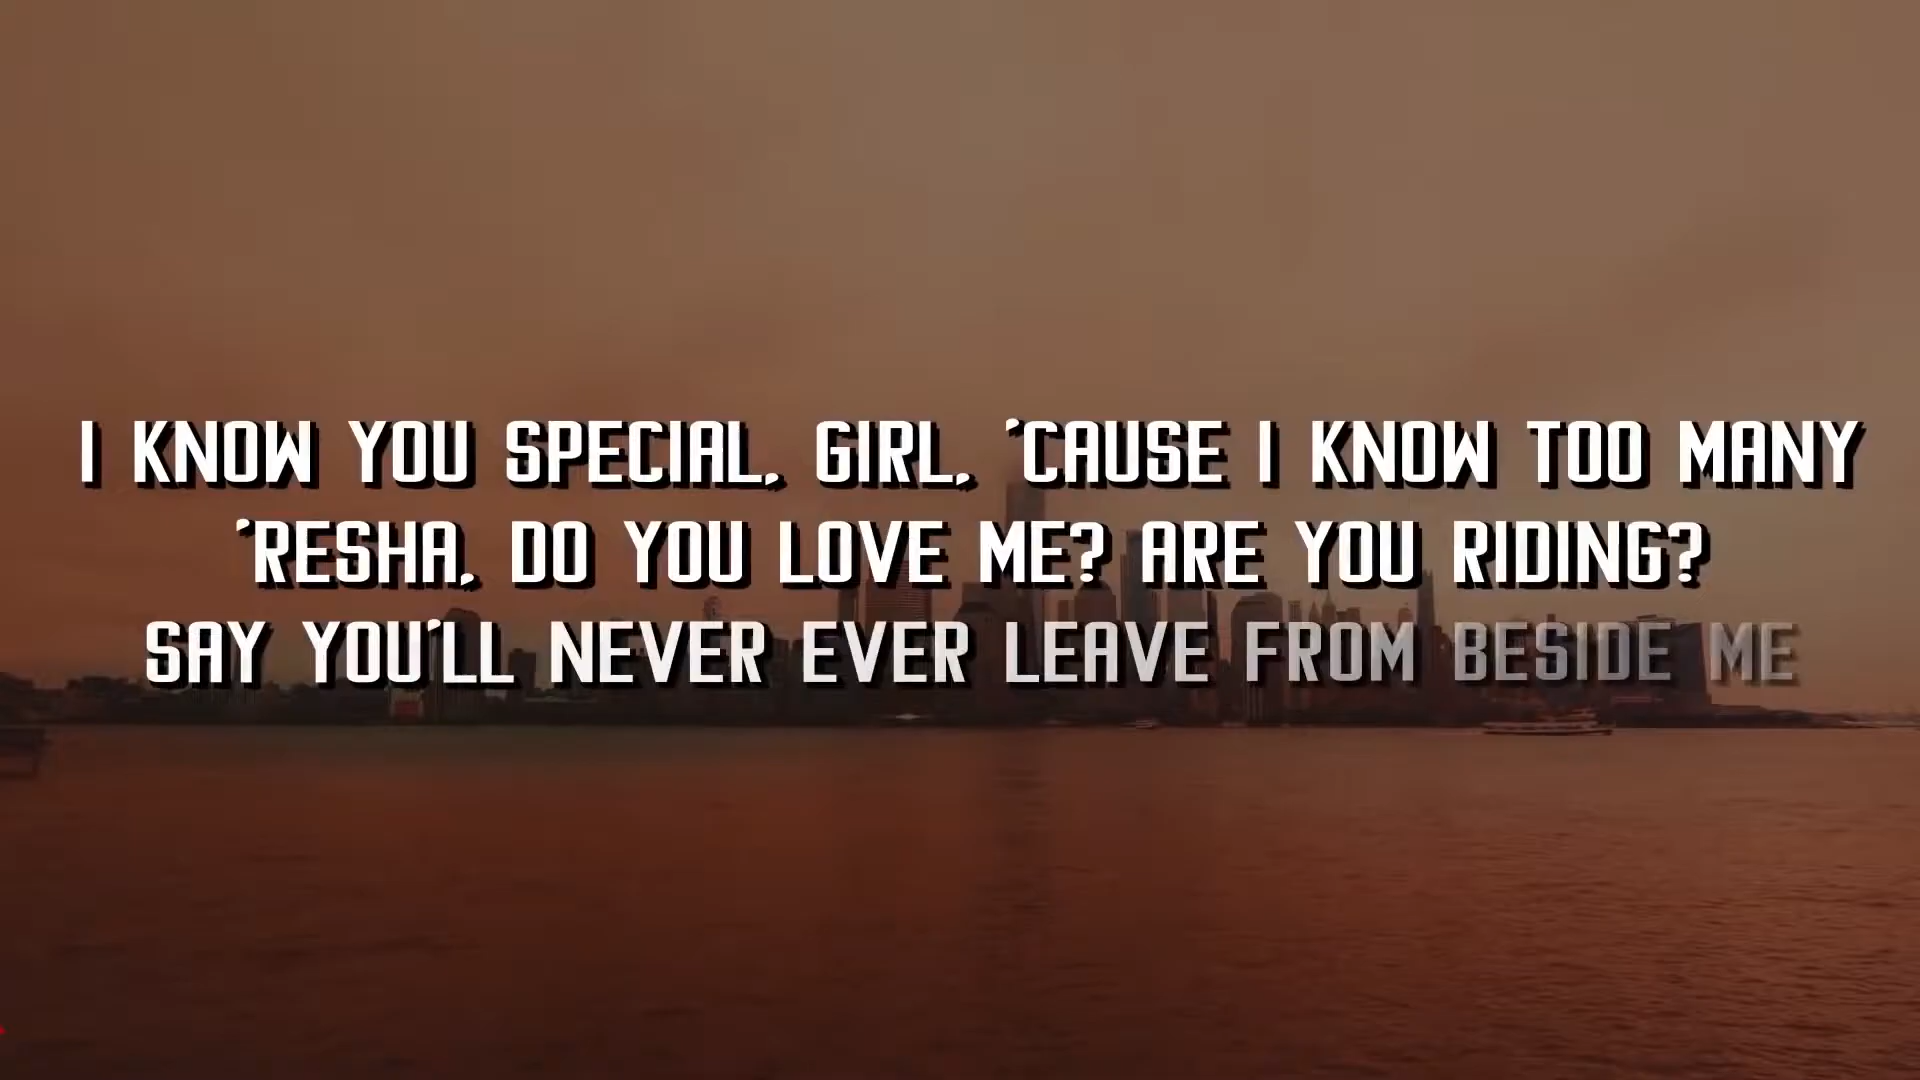 I KNOW YOU SPECIAL, GIRL, 'CAUSE I KNOW TOO MANY
'RESHA, DO YOU LOVE ME? ARE YOU RIDING?
SAY YOU'LL NEVER EVER LEAVE FROM BESIDE ME